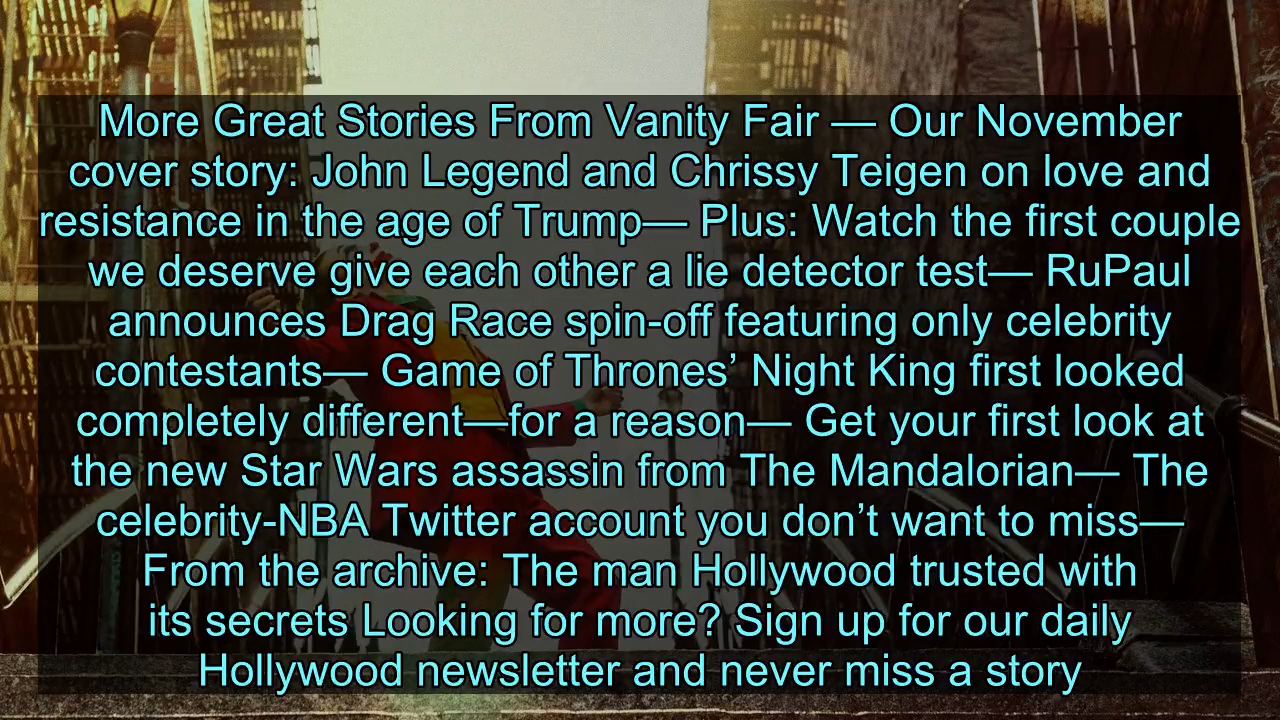 More Great Stories From Vanity Fair — Our November
cover story: John Legend and Chrissy Teigen on love and
resistance in the age of Trump— Plus: Watch the first couple
we deserve give each other a lie detector test— RuPaul
announces Drag Race spin-off featuring only celebrity
contestants— Game of Thrones’ Night King first looked
completely different—for a reason— Get your first look at
the new Star Wars assassin from The Mandalorian— The
celebrity-NBA Twitter account you don’t want to miss—
From the archive: The man Hollywood trusted with
its secrets Looking for more? Sign up for our daily
Hollywood newsletter and never miss a story